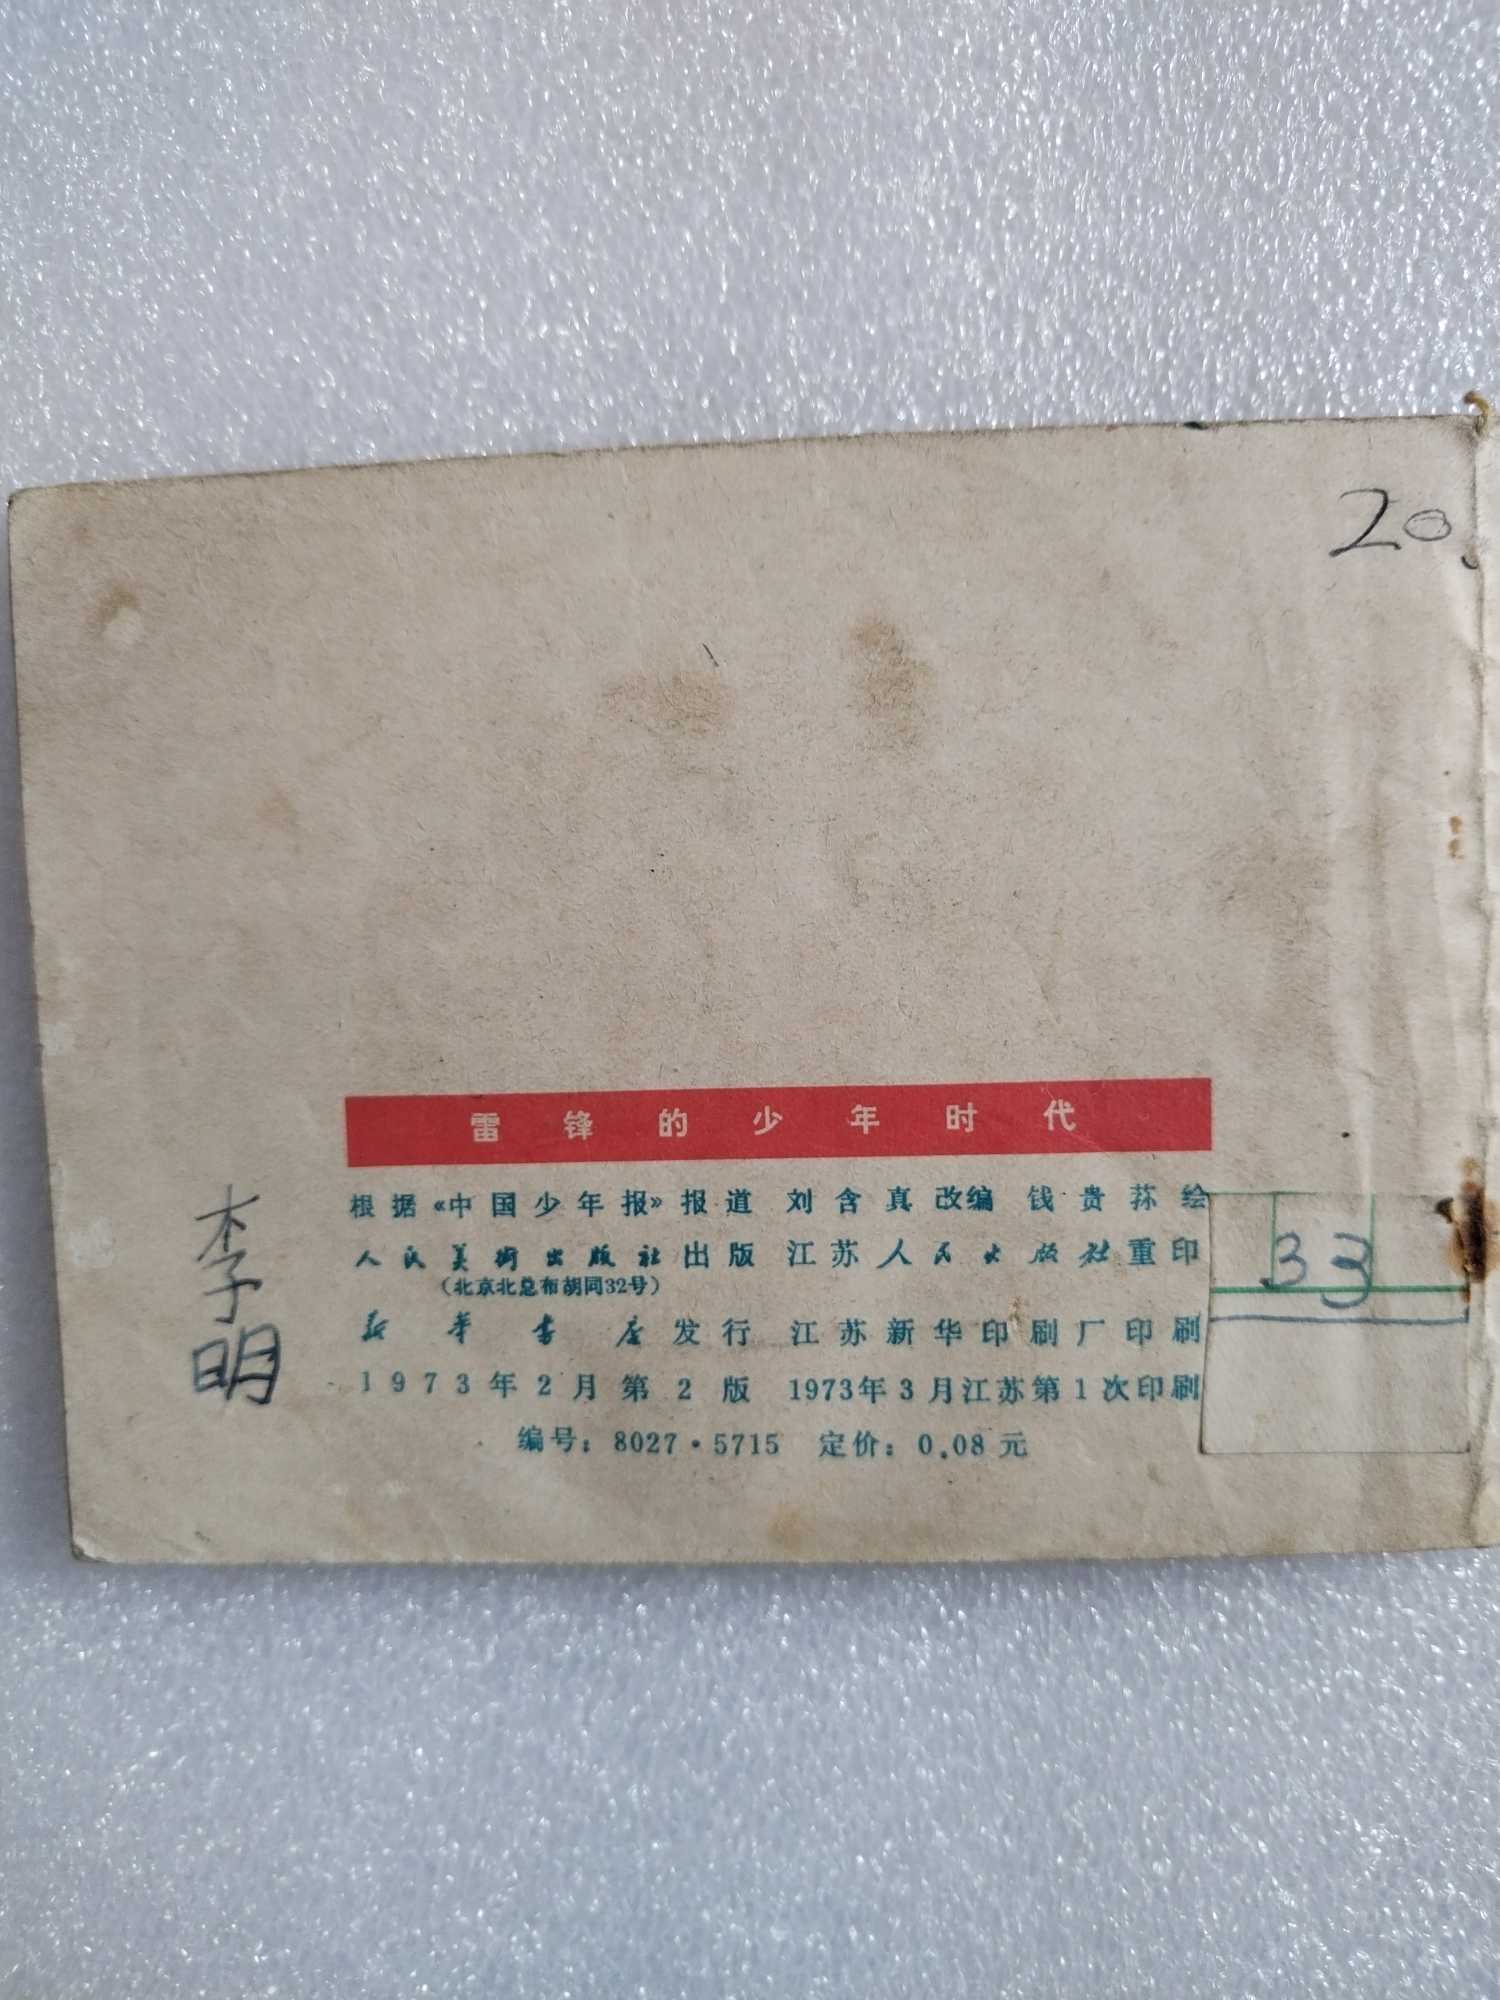 20
雷锋的少年时代
根据《中国少年报》报道 刘含真改编 钱贵荪绘
人民美術出版社出版 江苏人民出版社重印
(北京北总布胡同32号)
新华书店发行 江苏新华印刷厂印刷
1973年2月第2版 1973年3月江苏第1次印刷
编号：8027·5715 定价：0.08元
李明
33